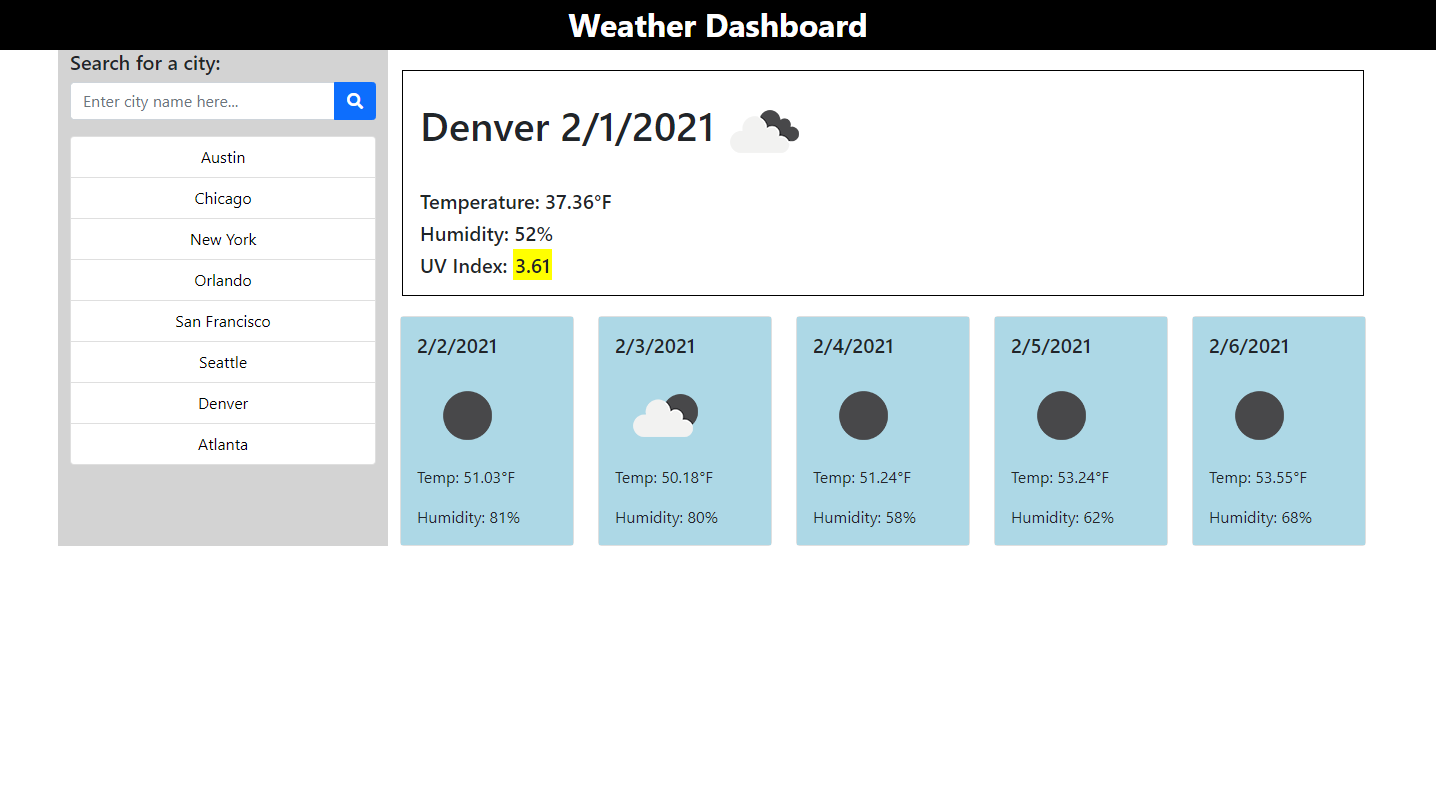 Weather Dashboard
Search for a city:
Enter city name here...
Austin
Chicago
New York
Orlando
San Francisco
Seattle
Denver
Atlanta
Denver 2/1/2021
Temperature: 37.36°F
Humidity: 52%
UV Index: 3.61
2/2/2021
Temp: 51.03°F
Humidity: 81%
2/3/2021
Temp: 50.18°F
Humidity: 80%
2/4/2021
Temp: 51.24°F
Humidity: 58%
2/5/2021
Temp: 53.24°F
Humidity: 62%
2/6/2021
Temp: 53.55°F
Humidity: 68%